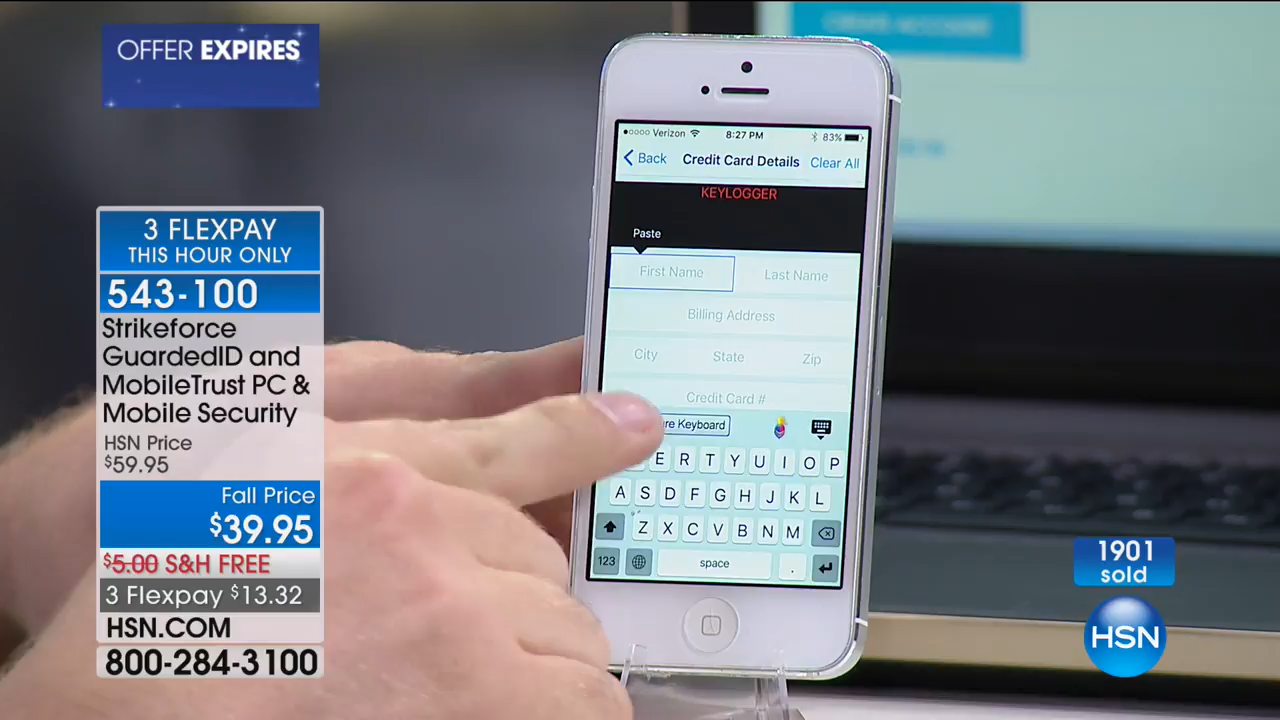 OFFER EXPIRES
3 FLEXPAY
THIS HOUR ONLY
543-100
Strikeforce
GuardedID and
MobileTrust PC &
Mobile Security
HSN Price
$59.95
Fall Price
$39.95
$5.00 S&H FREE
3 Flexpay $13.32
HSN.COM
800-284-3100
CREATE ACCOUNT
Verizon 8:27 PM 83%
Back Credit Card Details Clear All
KEYLOGGER
Paste
First Name Last Name
Billing Address
City State Zip
Credit Card #
Keyboard
E R T Y U I O P
A S D F G H J K L
Z X C V B N M
123 space .
1901
sold
HSN